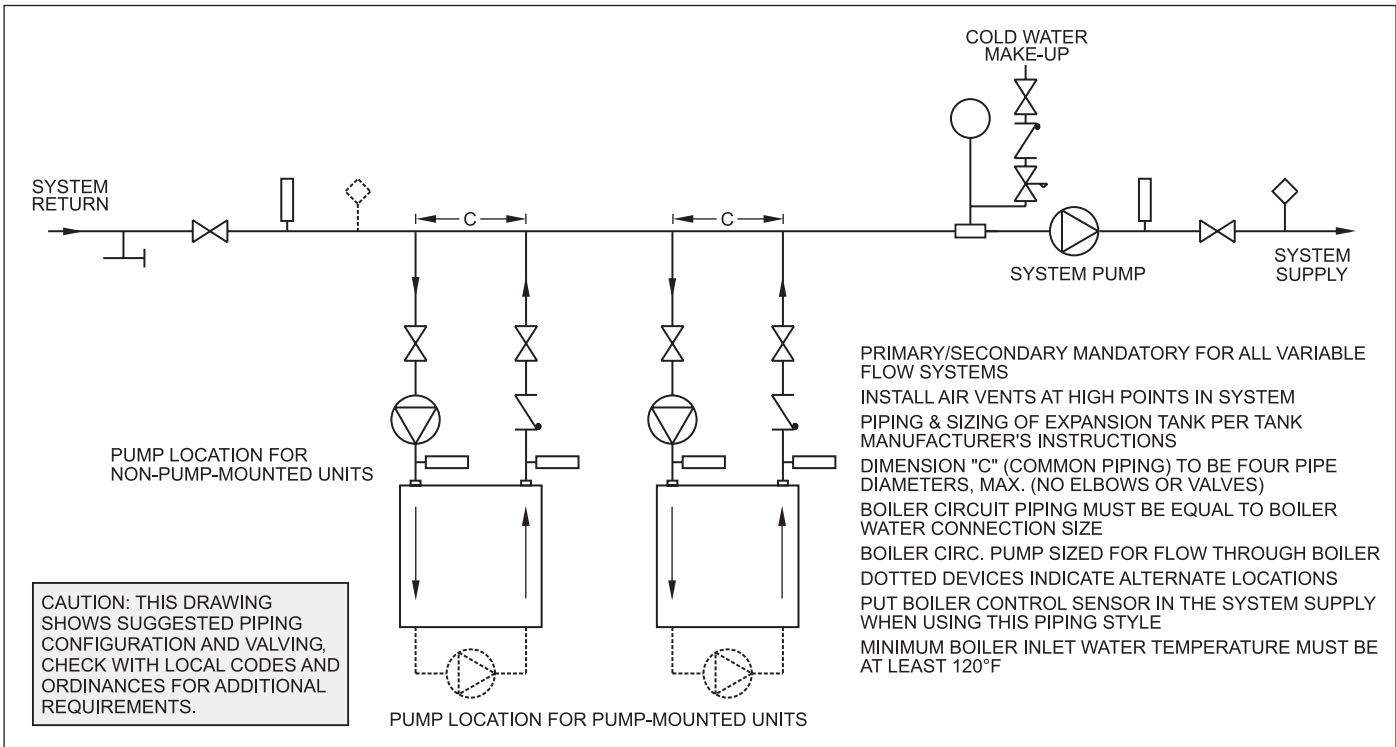 COLD WATER
MAKE-UP
SYSTEM
RETURN
C
C
SYSTEM PUMP
SYSTEM
SUPPLY
PUMP LOCATION FOR
NON-PUMP-MOUNTED UNITS
PRIMARY/SECONDARY MANDATORY FOR ALL VARIABLE
FLOW SYSTEMS
INSTALL AIR VENTS AT HIGH POINTS IN SYSTEM
PIPING & SIZING OF EXPANSION TANK PER TANK
MANUFACTURER'S INSTRUCTIONS
DIMENSION "C" (COMMON PIPING) TO BE FOUR PIPE
DIAMETERS, MAX. (NO ELBOWS OR VALVES)
BOILER CIRCUIT PIPING MUST BE EQUAL TO BOILER
WATER CONNECTION SIZE
BOILER CIRC. PUMP SIZED FOR FLOW THROUGH BOILER
DOTTED DEVICES INDICATE ALTERNATE LOCATIONS
PUT BOILER CONTROL SENSOR IN THE SYSTEM SUPPLY
WHEN USING THIS PIPING STYLE
MINIMUM BOILER INLET WATER TEMPERATURE MUST BE
AT LEAST 120°F
CAUTION: THIS DRAWING
SHOWS SUGGESTED PIPING
CONFIGURATION AND VALVING,
CHECK WITH LOCAL CODES AND
ORDINANCES FOR ADDITIONAL
REQUIREMENTS.
PUMP LOCATION FOR PUMP-MOUNTED UNITS